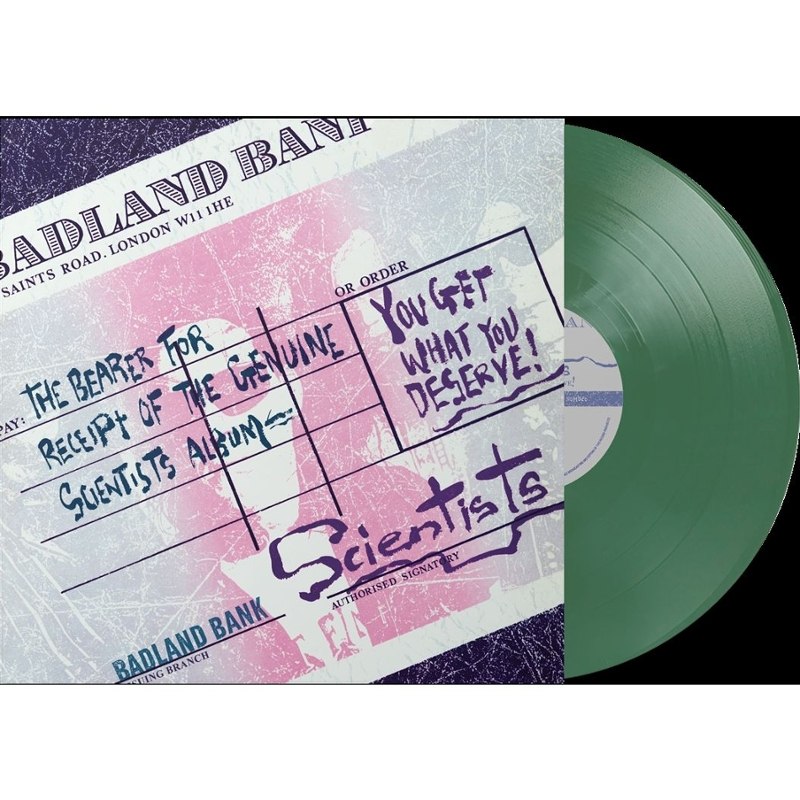 BADLAND BANK
SAINTS ROAD. LONDON W11 1HE
OR ORDER
PAY: THE BEARER FOR
RECEIPT OF THE GENUINE
SCIENTISTS ALBUM
YOU GET
WHAT YOU
DESERVE!
Scientists
AUTHORISED SIGNATORY
BADLAND BANK
SUING BRANCH